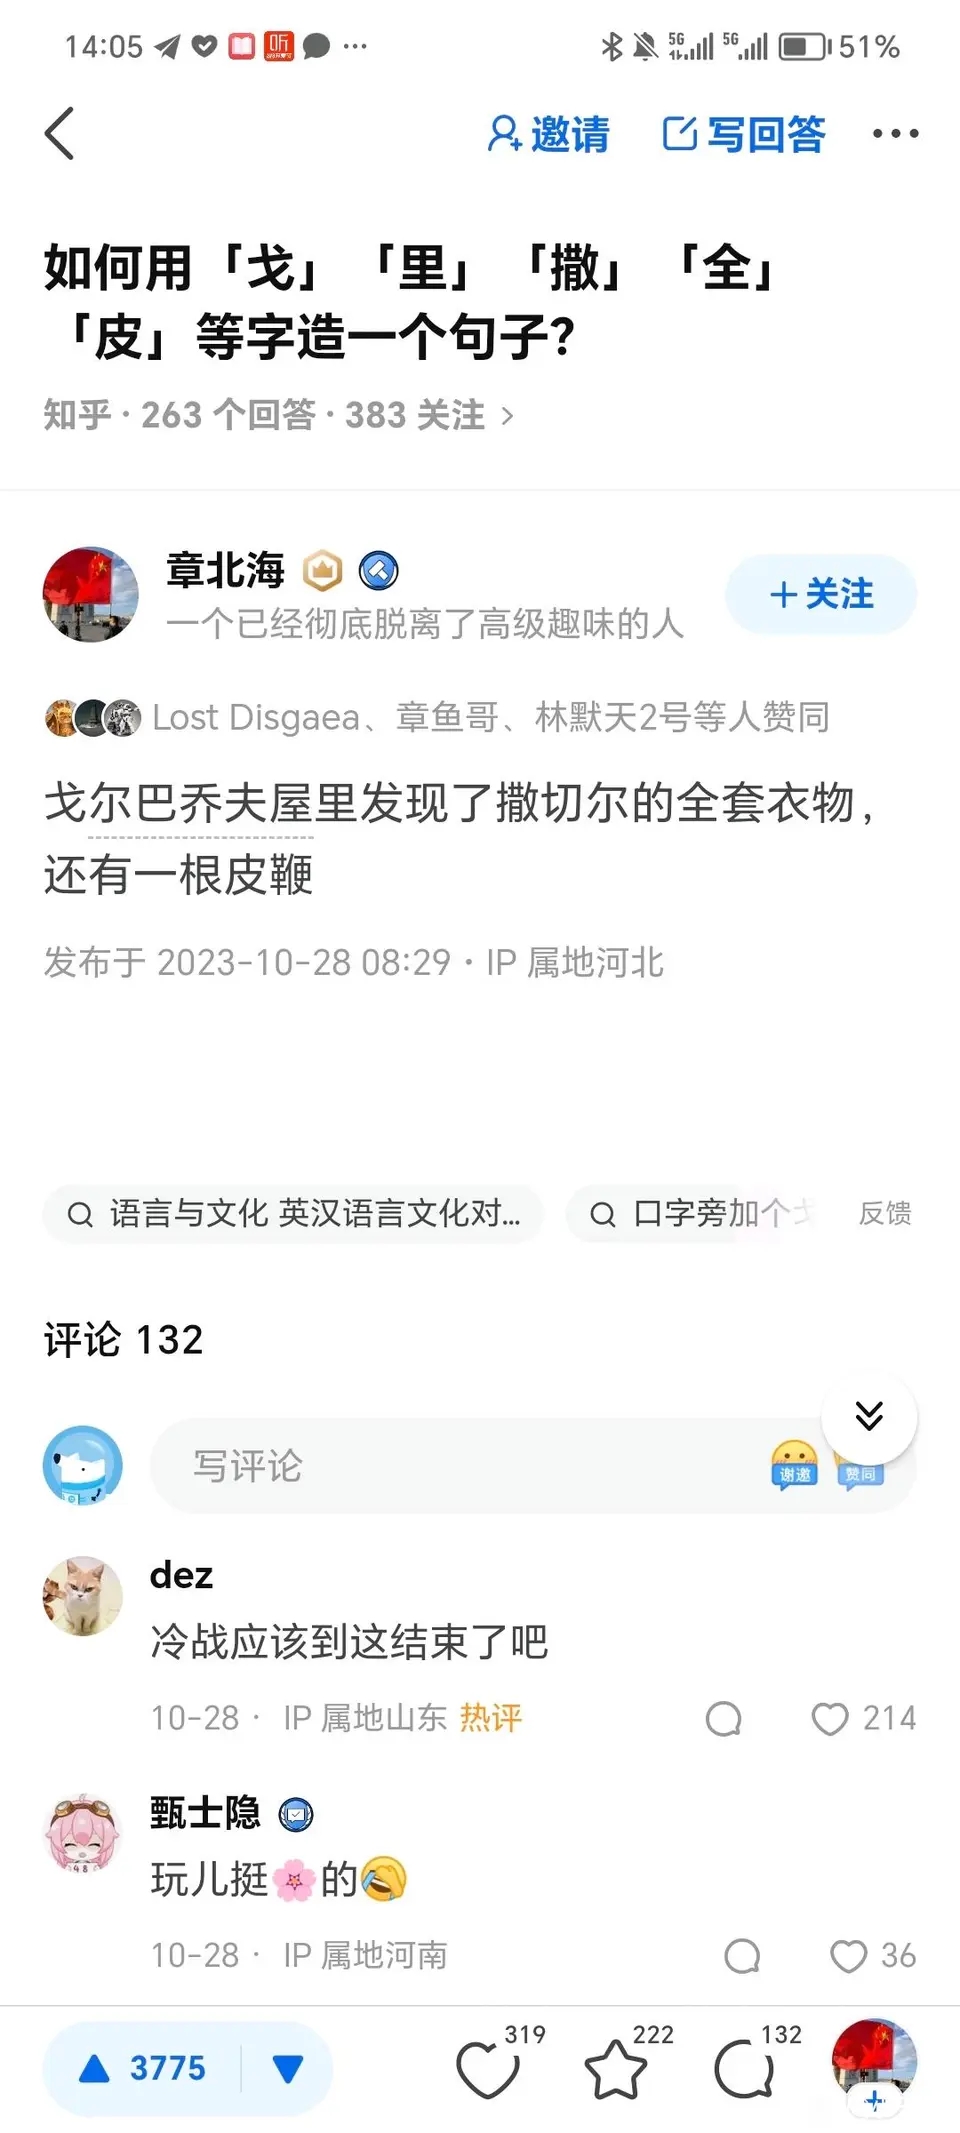 14:05
5G 5G 51%
邀请 写回答
如何用「戈」「里」「撒」「全」
「皮」等字造一个句子?
知乎 · 263 个回答 · 383 关注 >
章北海
一个已经彻底脱离了高级趣味的人
+关注
Lost Disgaea、章鱼哥、林默天2号等人赞同
戈尔巴乔夫屋里发现了撒切尔的全套衣物,
还有一根皮鞭
发布于 2023-10-28 08:29 · IP 属地河北
语言与文化 英汉语言文化对... 口字旁加个戈 反馈
评论 132
写评论
谢邀 赞同
dez
冷战应该到这结束了吧
10-28 · IP 属地山东 热评
214
甄士隐
玩儿挺🌸的🤣
10-28 · IP 属地河南
36
3775 319 222 132